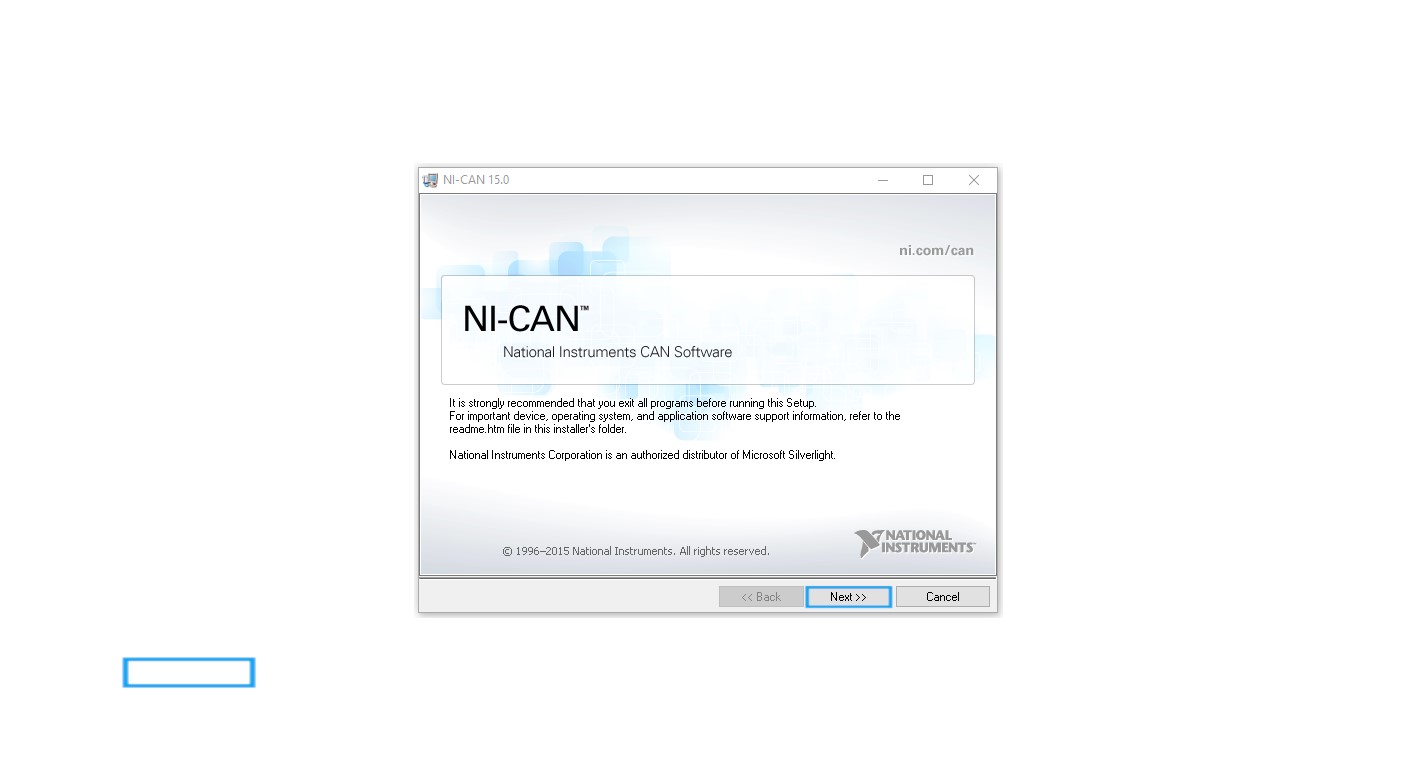 NI-CAN 15.0
ni.com/can
NI-CAN™
National Instruments CAN Software
It is strongly recommended that you exit all programs before running this Setup.
For important device, operating system, and application software support information, refer to the
readme.htm file in this installer's folder.
National Instruments Corporation is an authorized distributor of Microsoft Silverlight.
© 1996–2015 National Instruments. All rights reserved.
NATIONAL
INSTRUMENTS™
<< Back
Next >>
Cancel